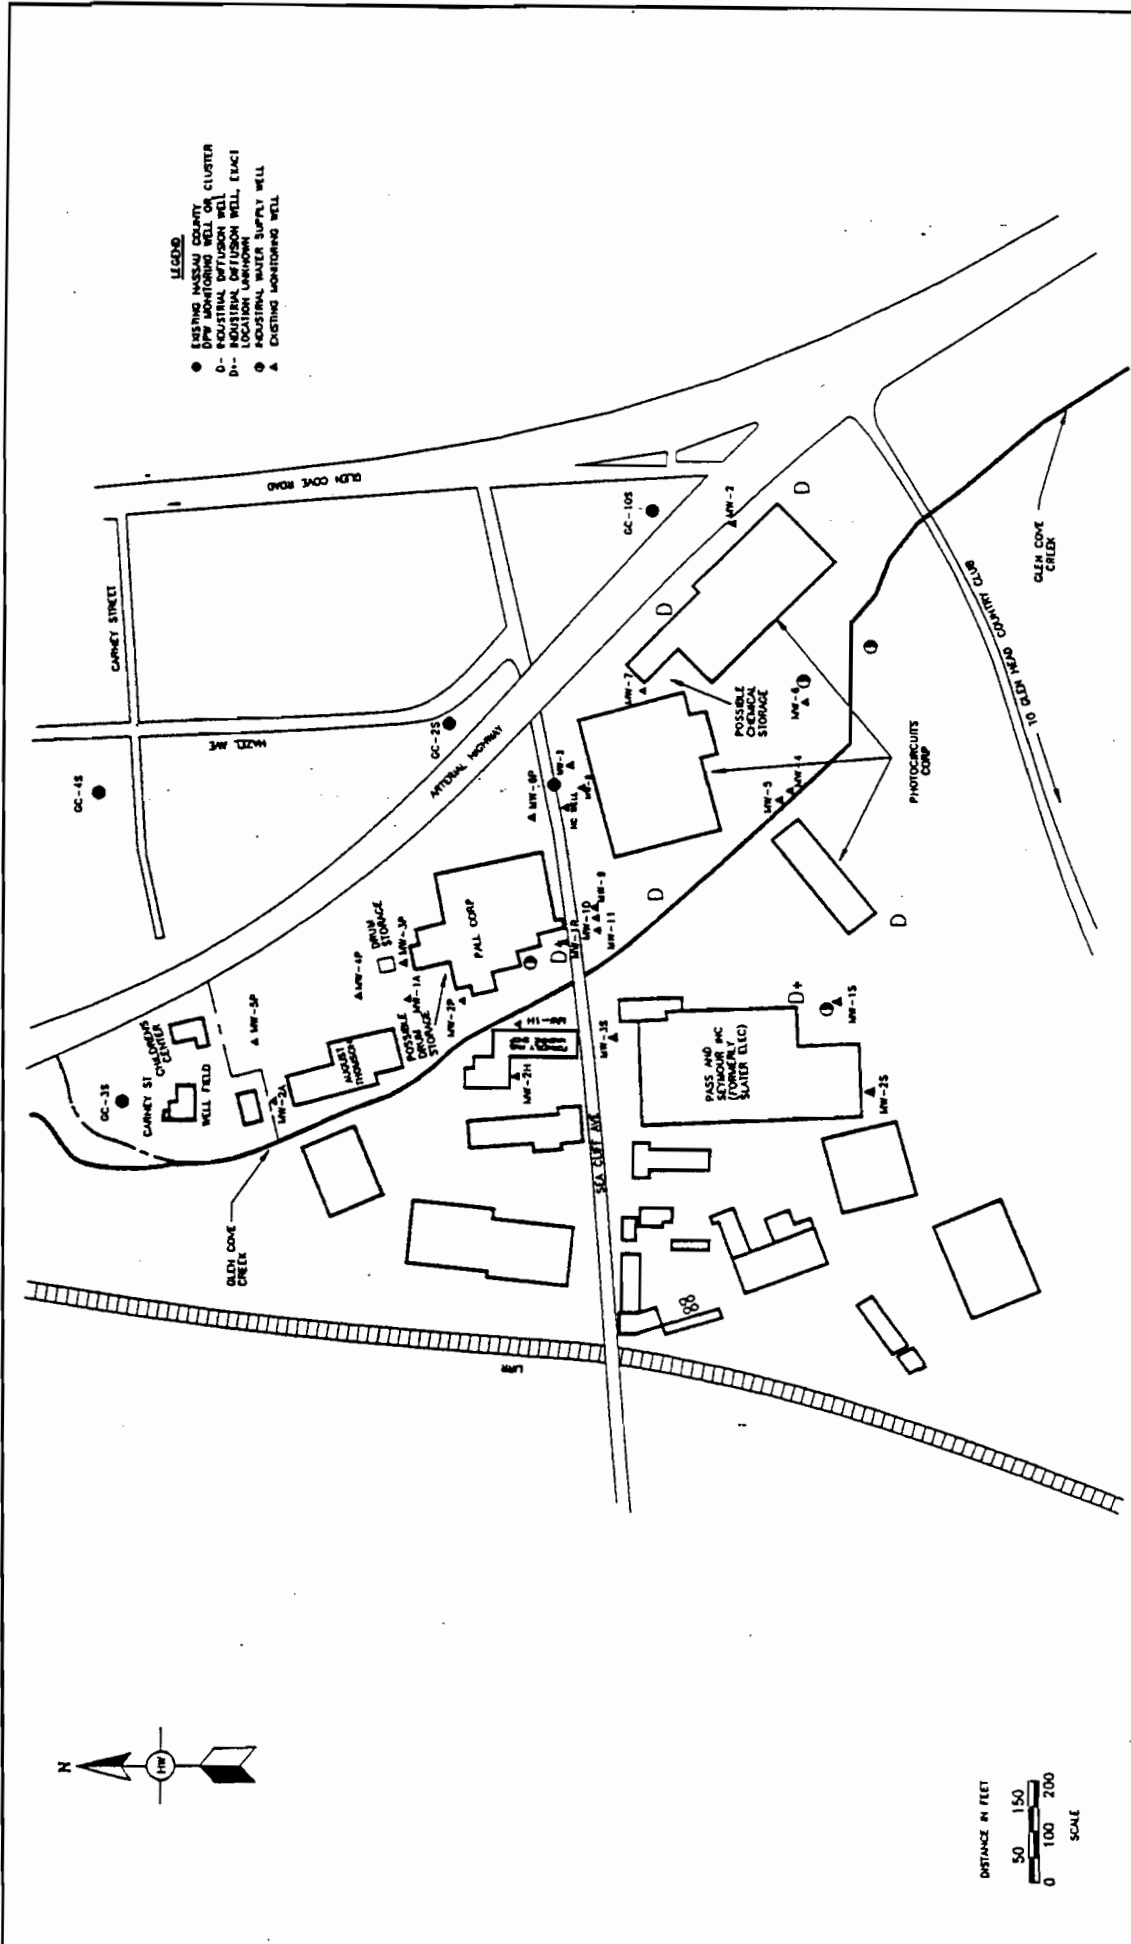 LEGEND
● EXISTING NASSAU COUNTY
DPW MONITORING WELL OR CLUSTER
D- INDUSTRIAL DIFFUSION WELL
D+- INDUSTRIAL DIFFUSION WELL, EXACT
LOCATION UNKNOWN
INDUSTRIAL WATER SUPPLY WELL
▲ EXISTING MONITORING WELL
N
HW
GC-4S
CARNEY STREET
GLEN COVE ROAD
HAZEL AVE
GC-3S
CARNEY ST
WELL FIELD
CHILDRENS
CENTER
MW-5P
MW-2A
AUGUST
THOMSON
MW-4P
DRUM
STORAGE
MW-3P
MW-1A
POSSIBLE
DRUM
STORAGE
MW-2P
PALL CORP
ARTERIAL HIGHWAY
GC-2S
GC-10S
MW-2
D
D
MW-6P
MW-3
NC WELL
MW-7
POSSIBLE
CHEMICAL
STORAGE
MW-6
MW-5
MW-4
PHOTOCIRCUITS
CORP
D
D
D
MW-1R
MW-10
MW-9
MW-11
MW-1H
MW-2H
MW-3S
SEA CLIFF AVE
PASS AND
SEYMOUR INC
(FORMERLY
SLATER ELEC)
D+
MW-1S
MW-2S
GLEN COVE
CREEK
GLEN COVE
CREEK
TO GLEN HEAD COUNTRY CLUB
LIRR
DISTANCE IN FEET
50 150
0 100 200
SCALE